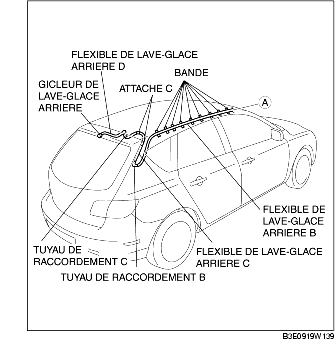 FLEXIBLE DE LAVE-GLACE
ARRIERE D
BANDE
GICLEUR DE
LAVE-GLACE
ARRIERE
ATTACHE C
A
FLEXIBLE DE
LAVE-GLACE
ARRIERE B
TUYAU DE
RACCORDEMENT C
FLEXIBLE DE LAVE-GLACE
ARRIERE C
TUYAU DE RACCORDEMENT B
B3E0919W139